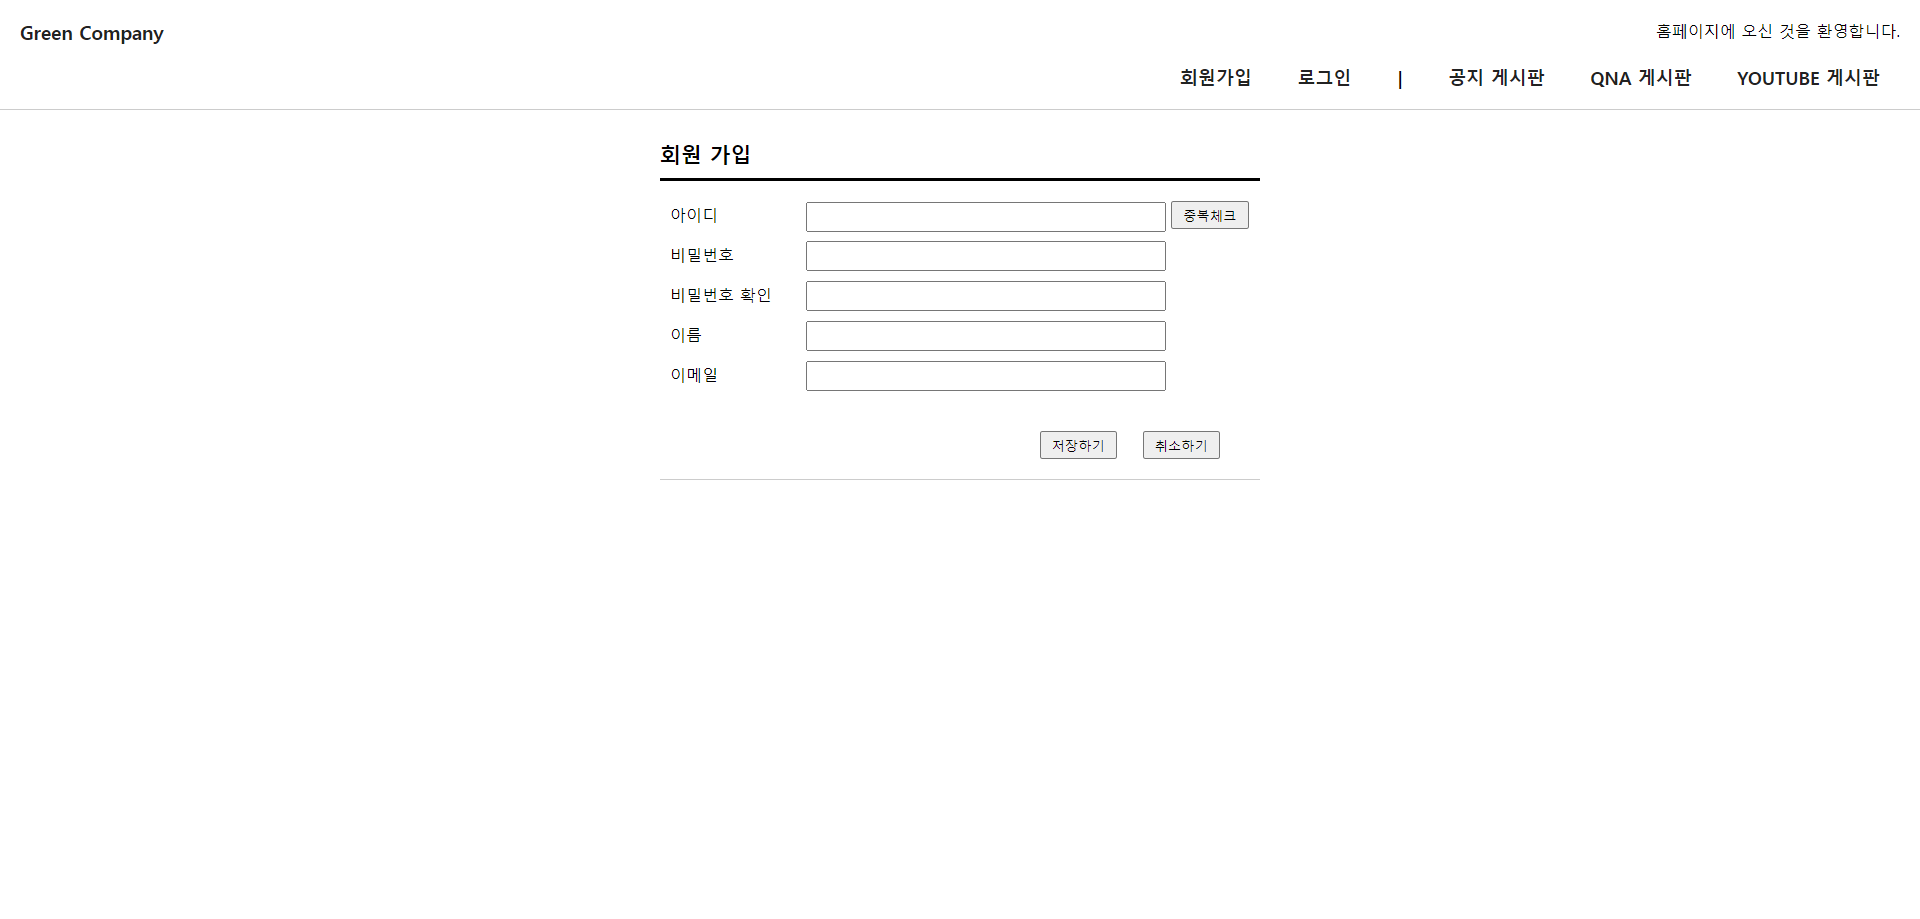 Green Company
홈페이지에 오신 것을 환영합니다.
회원가입 로그인 | 공지 게시판 QNA 게시판 YOUTUBE 게시판
회원 가입
아이디 중복체크
비밀번호
비밀번호 확인
이름
이메일
저장하기 취소하기